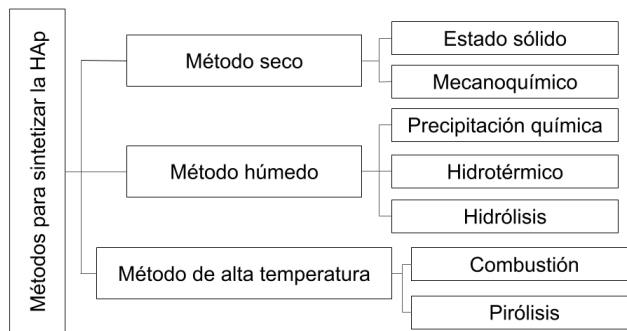 Métodos para sintetizar la HAp
Método seco
Estado sólido
Mecanoquímico
Método húmedo
Precipitación química
Hidrotérmico
Hidrólisis
Método de alta temperatura
Combustión
Pirólisis